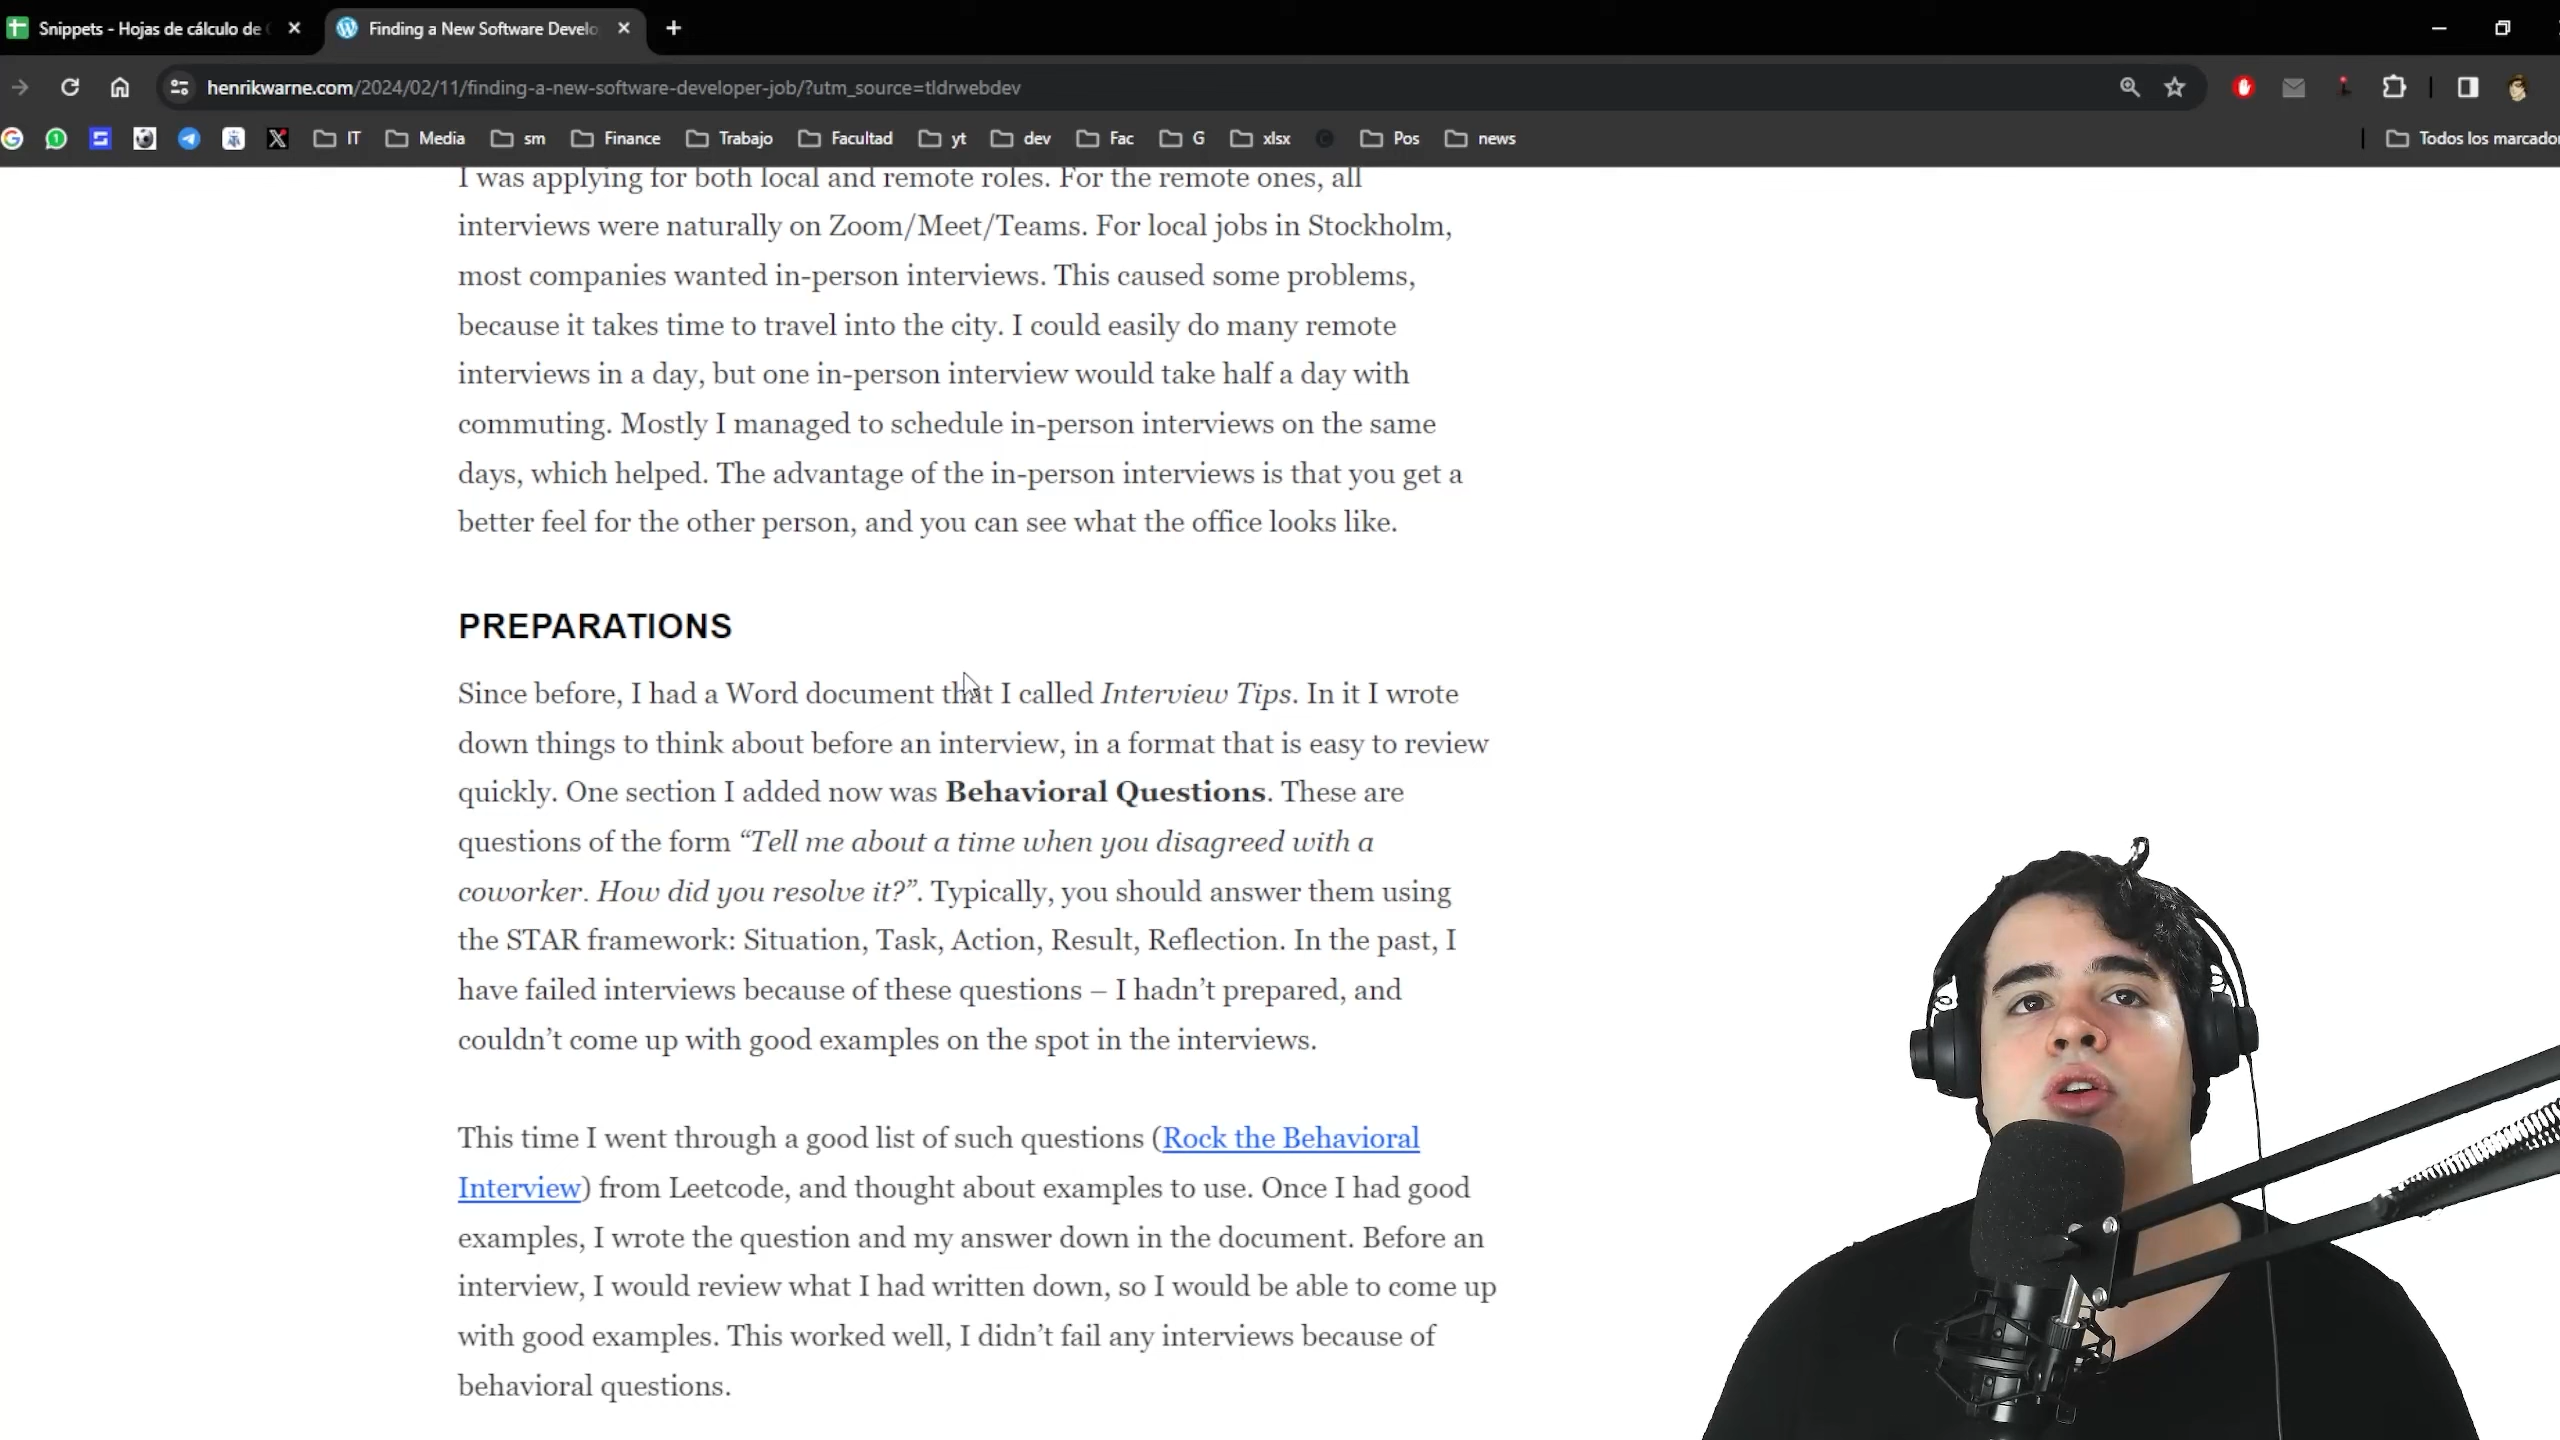 Snippets - Hojas de cálculo de
Finding a New Software Develo
henrikwarne.com/2024/02/11/finding-a-new-software-developer-job/?utm_source=tldrwebdev
IT
Media
sm
Finance
Trabajo
Facultad
yt
dev
Fac
G
xlsx
Pos
news
Todos los marcador
I was applying for both local and remote roles. For the remote ones, all
interviews were naturally on Zoom/Meet/Teams. For local jobs in Stockholm,
most companies wanted in-person interviews. This caused some problems,
because it takes time to travel into the city. I could easily do many remote
interviews in a day, but one in-person interview would take half a day with
commuting. Mostly I managed to schedule in-person interviews on the same
days, which helped. The advantage of the in-person interviews is that you get a
better feel for the other person, and you can see what the office looks like.
PREPARATIONS
Since before, I had a Word document that I called Interview Tips. In it I wrote
down things to think about before an interview, in a format that is easy to review
quickly. One section I added now was Behavioral Questions. These are
questions of the form “Tell me about a time when you disagreed with a
coworker. How did you resolve it?”. Typically, you should answer them using
the STAR framework: Situation, Task, Action, Result, Reflection. In the past, I
have failed interviews because of these questions – I hadn’t prepared, and
couldn’t come up with good examples on the spot in the interviews.
This time I went through a good list of such questions (Rock the Behavioral
Interview) from Leetcode, and thought about examples to use. Once I had good
examples, I wrote the question and my answer down in the document. Before an
interview, I would review what I had written down, so I would be able to come up
with good examples. This worked well, I didn’t fail any interviews because of
behavioral questions.